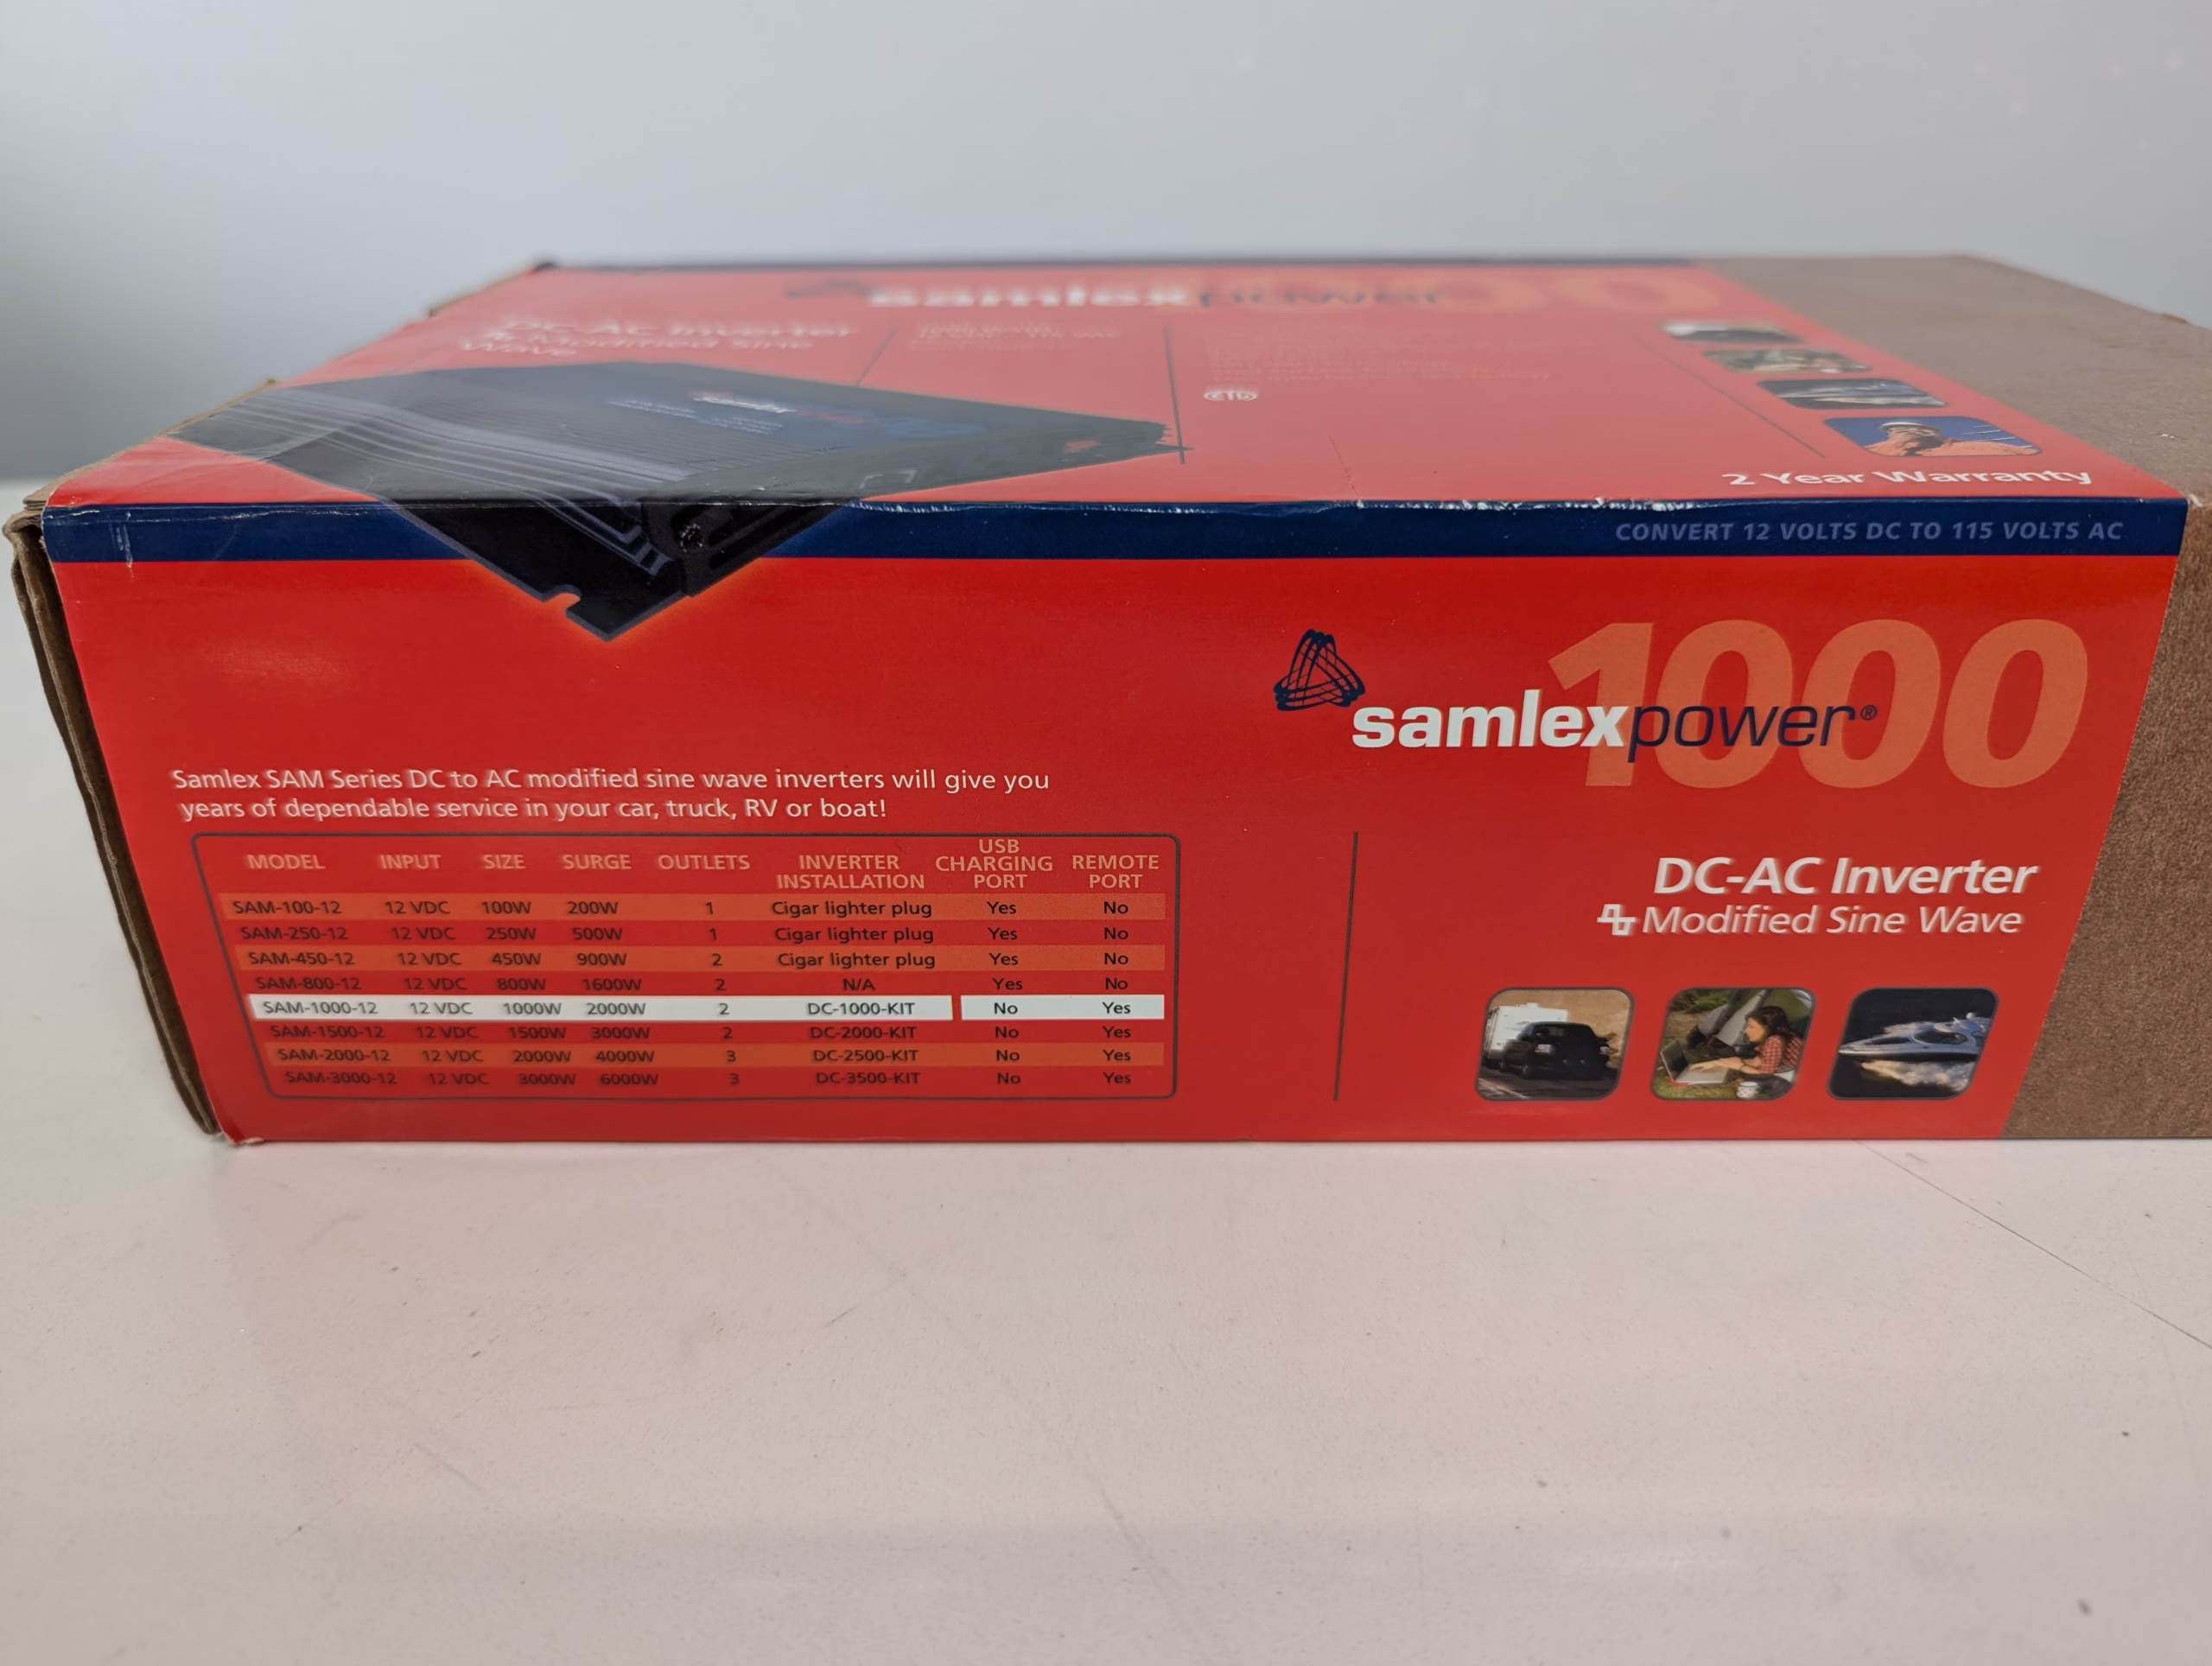 samlexpower
DC-AC Inverter
Modified Sine
Wave
2 Year Warranty
CONVERT 12 VOLTS DC TO 115 VOLTS AC
1000
samlexpower®
DC-AC Inverter
Modified Sine Wave
Samlex SAM Series DC to AC modified sine wave inverters will give you
years of dependable service in your car, truck, RV or boat!
MODEL INPUT SIZE SURGE OUTLETS INVERTER INSTALLATION USB CHARGING PORT REMOTE PORT
SAM-100-12 12 VDC 100W 200W 1 Cigar lighter plug Yes No
SAM-250-12 12 VDC 250W 500W 1 Cigar lighter plug Yes No
SAM-450-12 12 VDC 450W 900W 2 Cigar lighter plug Yes No
SAM-800-12 12 VDC 800W 1600W 2 N/A Yes No
SAM-1000-12 12 VDC 1000W 2000W 2 DC-1000-KIT No Yes
SAM-1500-12 12 VDC 1500W 3000W 2 DC-2000-KIT No Yes
SAM-2000-12 12 VDC 2000W 4000W 3 DC-2500-KIT No Yes
SAM-3000-12 12 VDC 3000W 6000W 3 DC-3500-KIT No Yes